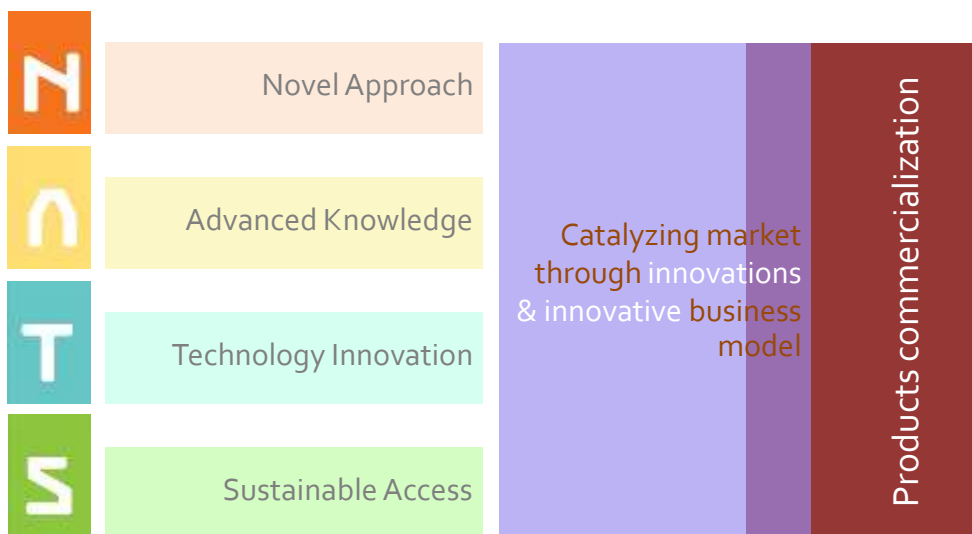 N
Novel Approach
A
Advanced Knowledge
T
Technology Innovation
S
Sustainable Access
Catalyzing market
through innovations
& innovative business
model
Products commercialization